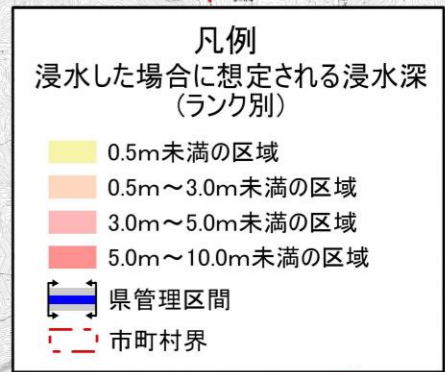 凡例
浸水した場合に想定される浸水深
(ランク別)
0.5m未満の区域
0.5m～3.0m未満の区域
3.0m～5.0m未満の区域
5.0m～10.0m未満の区域
県管理区間
市町村界